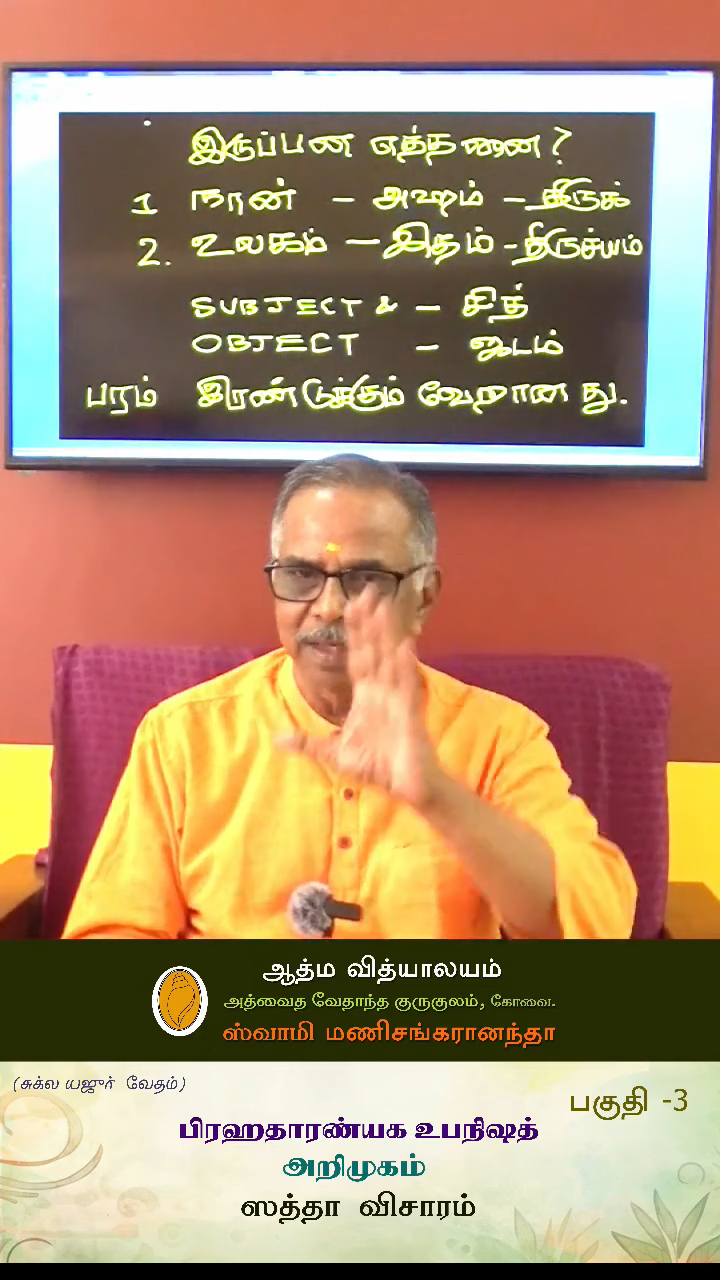 இருப்பன எத்தனை?
1 நான் - அஹம் - திருக்
2. உலகம் - இதம் - திருச்யம்
SUBJECT & - சித்
OBJECT - ஜடம்
பரம் இரண்டுக்கும் வேறானது.
ஆத்ம வித்யாலயம்
அத்வைத வேதாந்த குருகுலம், கோவை.
ஸ்வாமி மணிசங்கரானந்தா
(சுக்ல யஜுர் வேதம்)
பகுதி -3
பிரஹதாரண்யக உபநிஷத்
அறிமுகம்
ஸத்தா விசாரம்